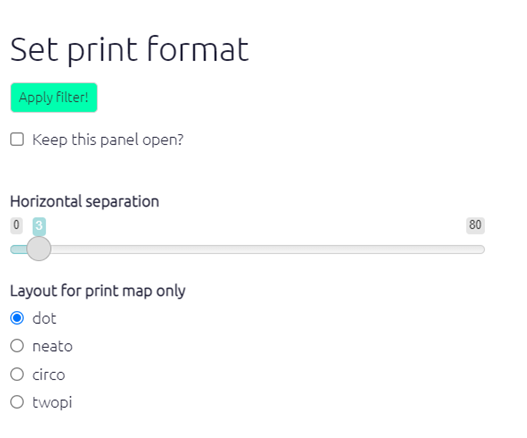 Set print format
Apply filter!
Keep this panel open?
Horizontal separation
0 3 80
Layout for print map only
dot
neato
circo
twopi